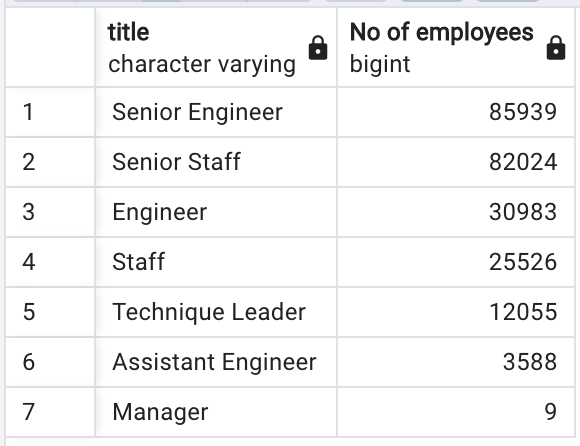 title No of employees
character varying bigint
1 Senior Engineer 85939
2 Senior Staff 82024
3 Engineer 30983
4 Staff 25526
5 Technique Leader 12055
6 Assistant Engineer 3588
7 Manager 9